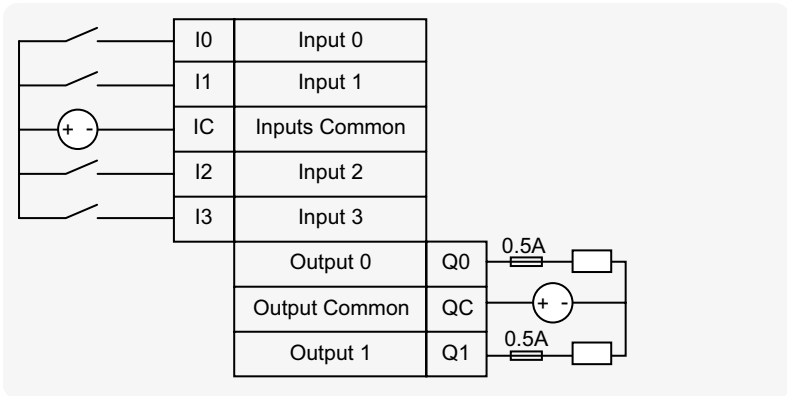 I0 Input 0
I1 Input 1
+ - IC Inputs Common
I2 Input 2
I3 Input 3
Output 0 Q0 0.5A
Output Common QC + -
Output 1 Q1 0.5A